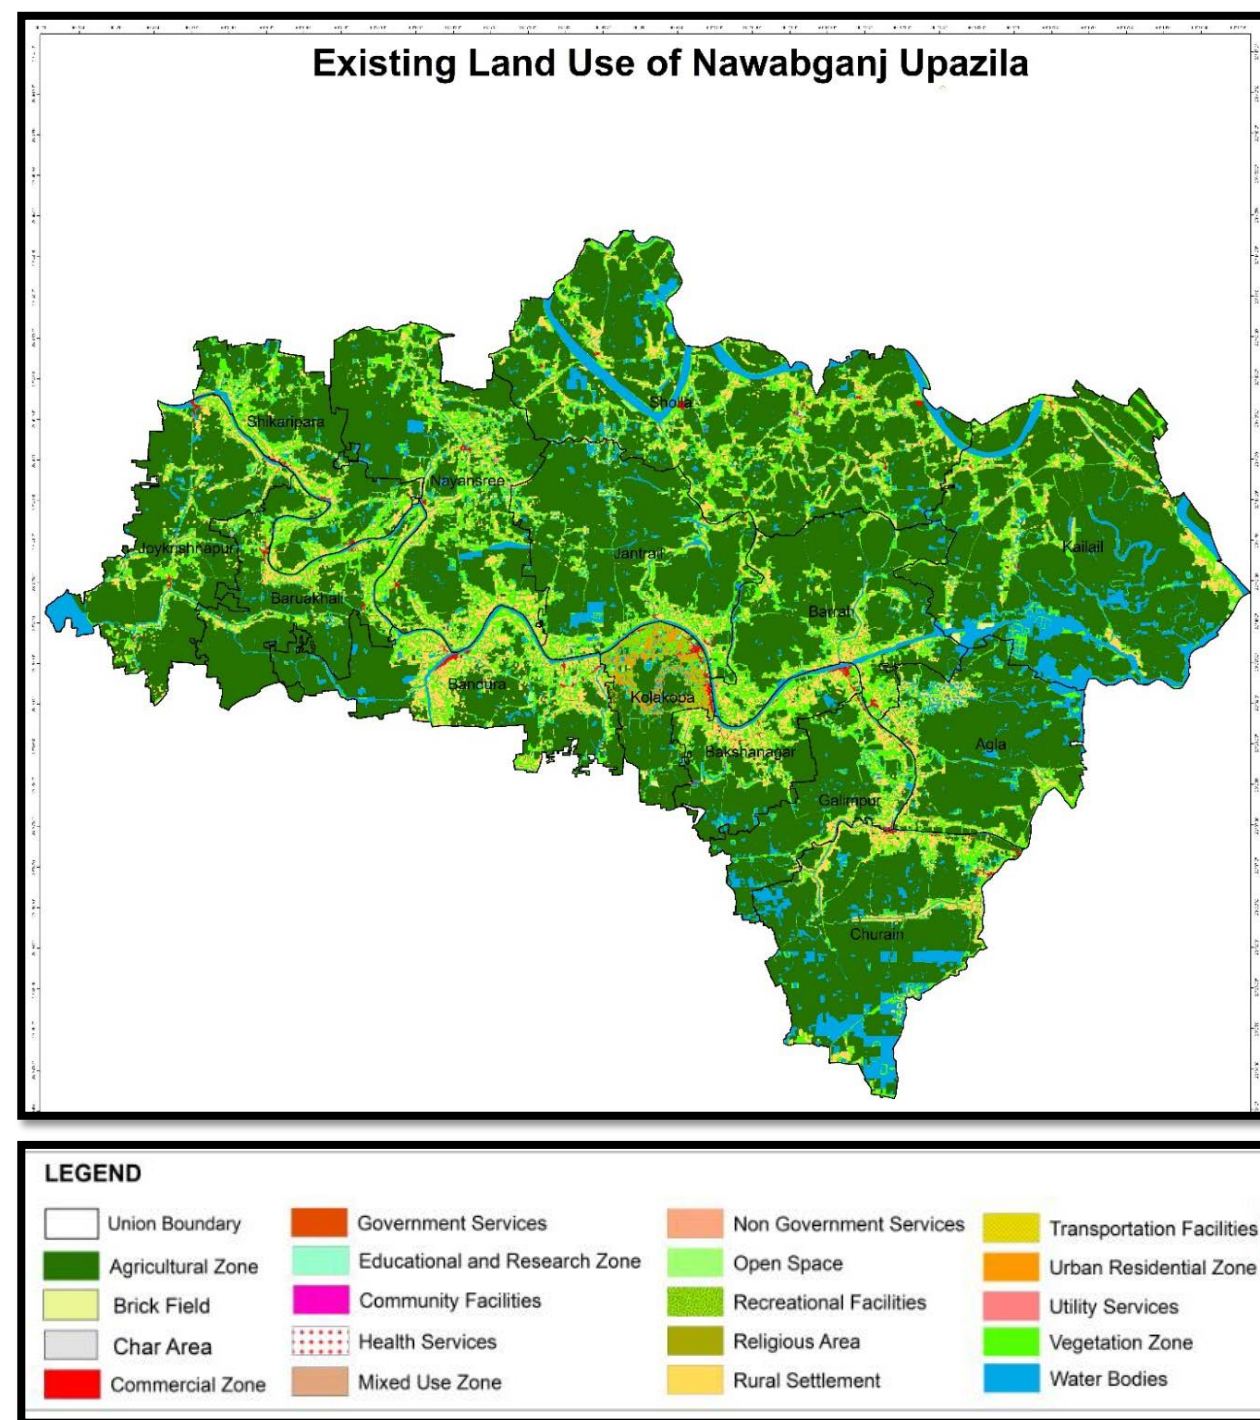 Existing Land Use of Nawabganj Upazila
Sholla
Shikaripara
Nayansree
Joykrishnapur
Jantrail
Kailail
Baruakhali
Barrah
Bandura
Kolakopa
Bakshanagar
Agla
Galimpur
Churain
LEGEND
Union Boundary
Agricultural Zone
Brick Field
Char Area
Commercial Zone
Government Services
Educational and Research Zone
Community Facilities
Health Services
Mixed Use Zone
Non Government Services
Open Space
Recreational Facilities
Religious Area
Rural Settlement
Transportation Facilities
Urban Residential Zone
Utility Services
Vegetation Zone
Water Bodies